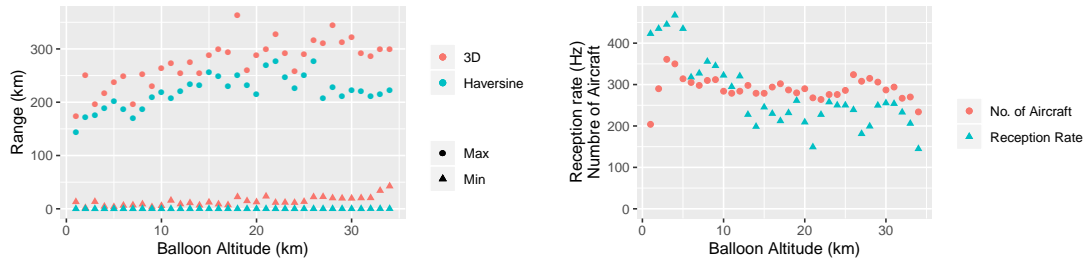 Range (km)
300
200
100
0
0
10
20
30
Balloon Altitude (km)
3D
Haversine
Max
Min
Reception rate (Hz)
Numbre of Aircraft
400
300
200
100
0
0
10
20
30
Balloon Altitude (km)
No. of Aircraft
Reception Rate